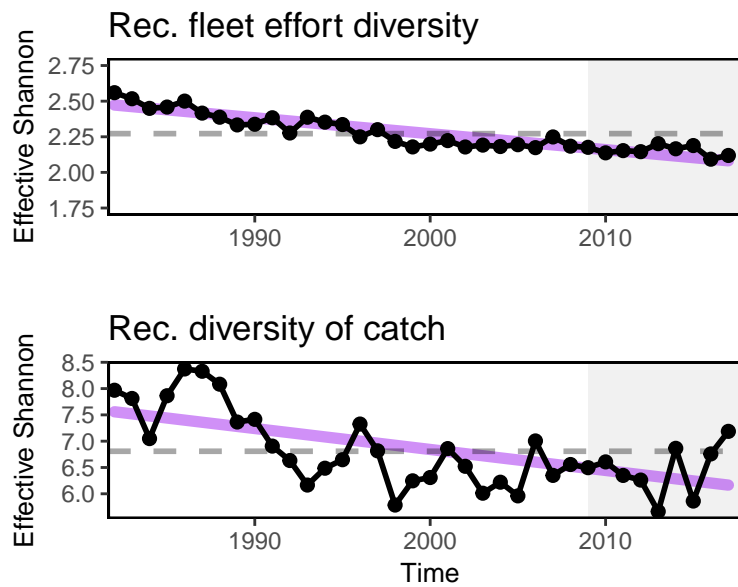 Rec. fleet effort diversity
Effective Shannon
2.75
2.50
2.25
2.00
1.75
1990 2000 2010
Rec. diversity of catch
Effective Shannon
8.5
8.0
7.5
7.0
6.5
6.0
1990 2000 2010
Time